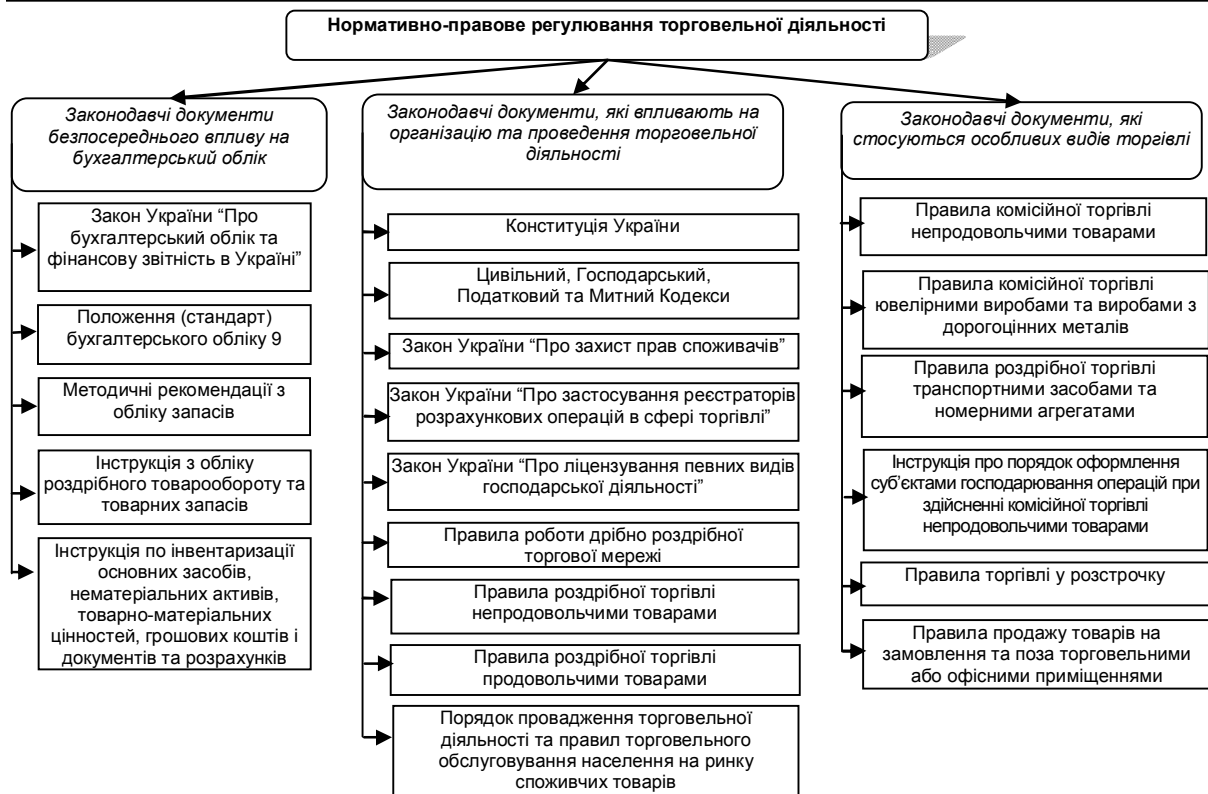 Нормативно-правове регулювання торговельної діяльності
Законодавчі документи
безпосереднього впливу на
бухгалтерський облік
Закон України “Про
бухгалтерський облік та
фінансову звітність в Україні”
Положення (стандарт)
бухгалтерського обліку 9
Методичні рекомендації з
обліку запасів
Інструкція з обліку
роздрібного товарообороту та
товарних запасів
Інструкція по інвентаризації
основних засобів,
нематеріальних активів,
товарно-матеріальних
цінностей, грошових коштів і
документів та розрахунків
Законодавчі документи, які впливають на
організацію та проведення торговельної
діяльності
Конституція України
Цивільний, Господарський,
Податковий та Митний Кодекси
Закон України “Про захист прав споживачів”
Закон України “Про застосування реєстраторів
розрахункових операцій в сфері торгівлі”
Закон України “Про ліцензування певних видів
господарської діяльності”
Правила роботи дрібно роздрібної
торгової мережі
Правила роздрібної торгівлі
непродовольчими товарами
Правила роздрібної торгівлі
продовольчими товарами
Порядок провадження торговельної
діяльності та правил торговельного
обслуговування населення на ринку
споживчих товарів
Законодавчі документи, які
стосуються особливих видів торгівлі
Правила комісійної торгівлі
непродовольчими товарами
Правила комісійної торгівлі
ювелірними виробами та виробами з
дорогоцінних металів
Правила роздрібної торгівлі
транспортними засобами та
номерними агрегатами
Інструкція про порядок оформлення
суб’єктами господарювання операцій при
здійсненні комісійної торгівлі
непродовольчими товарами
Правила торгівлі у розстрочку
Правила продажу товарів на
замовлення та поза торговельними
або офісними приміщеннями